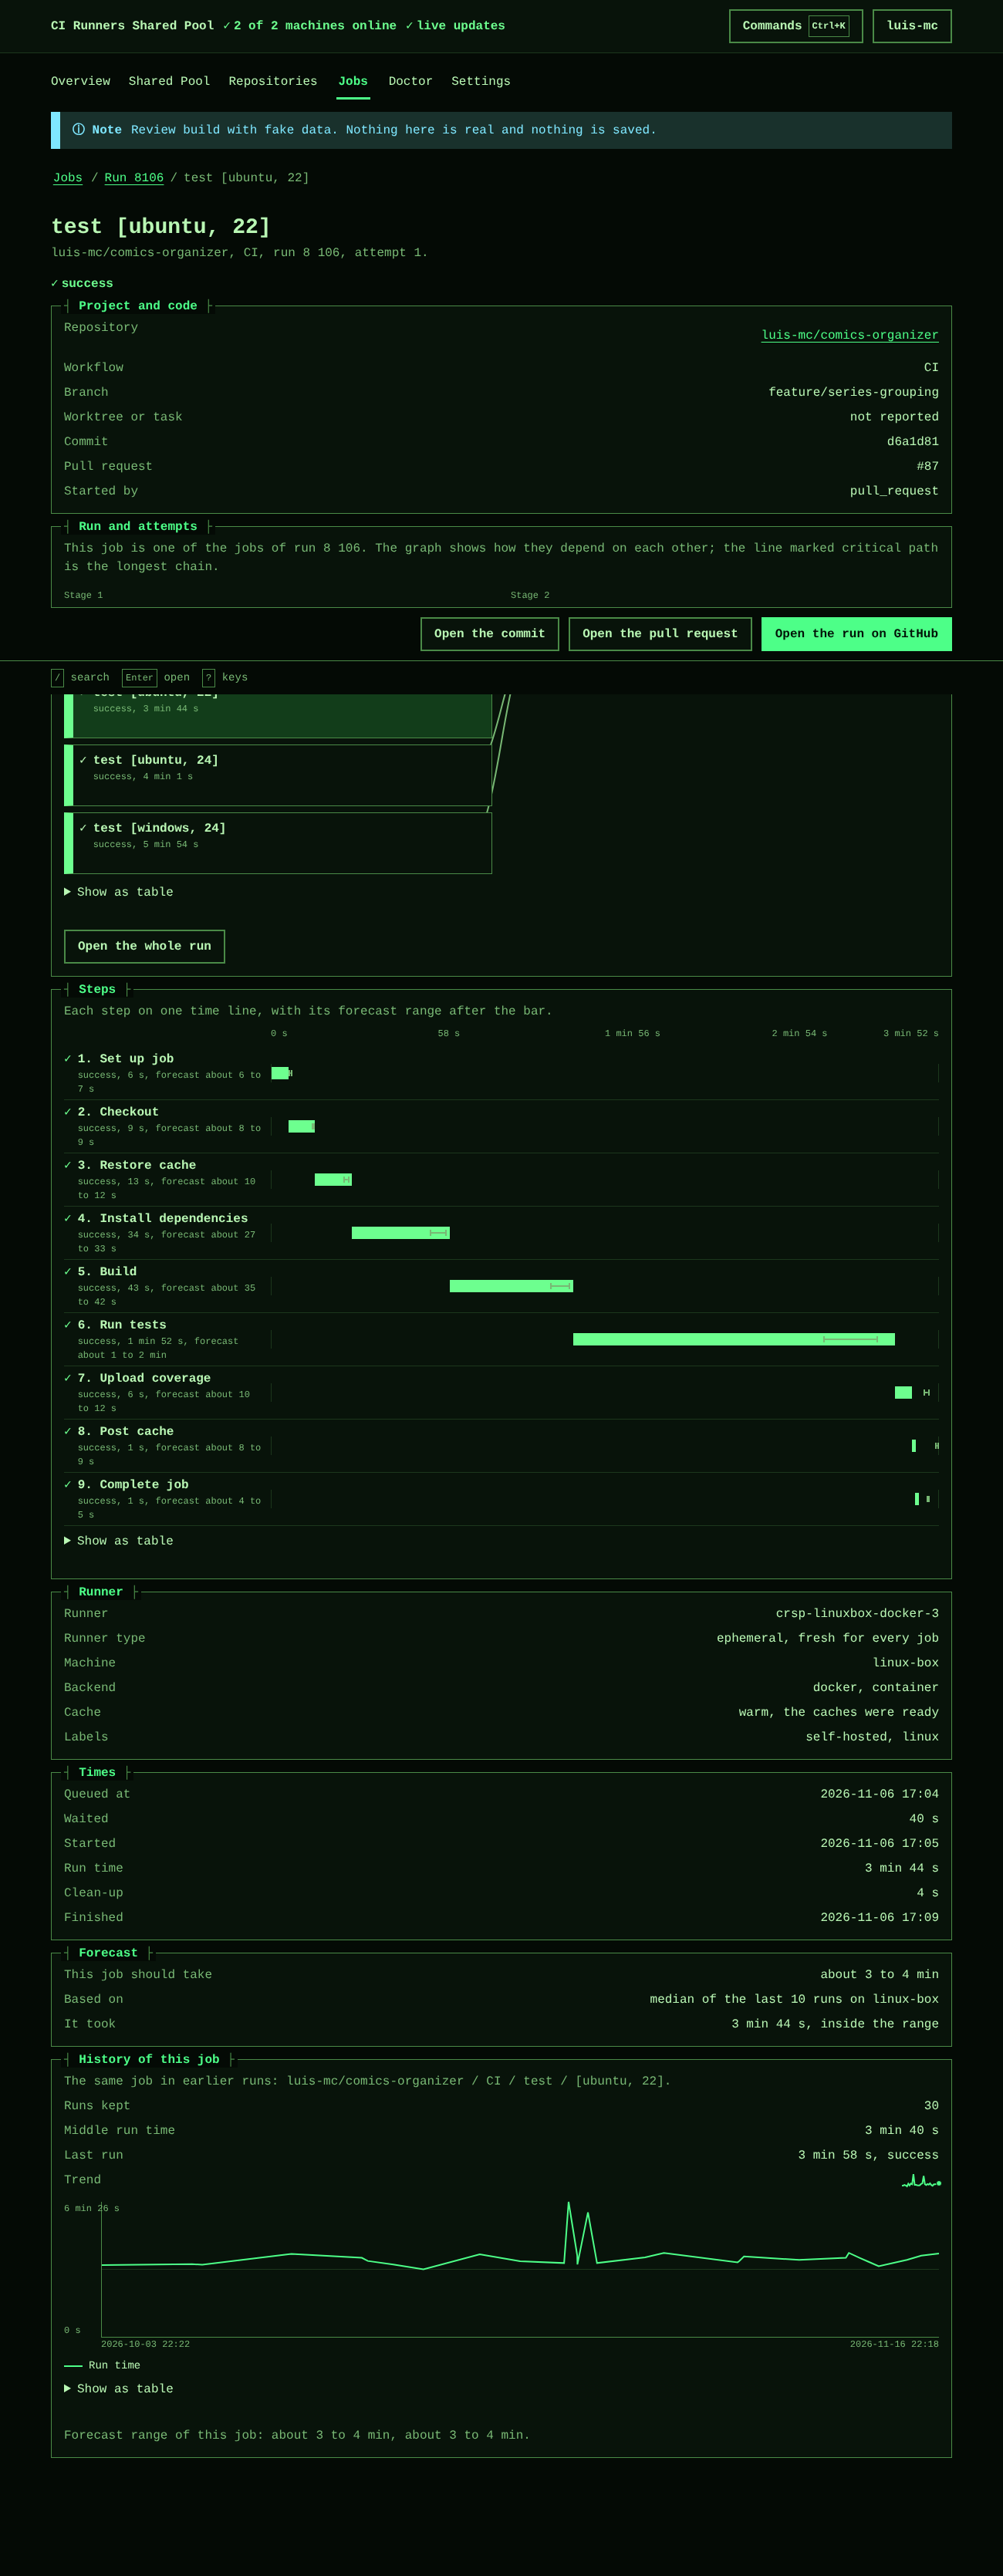 CI Runners Shared Pool ✓ 2 of 2 machines online ✓ live updates
Commands Ctrl+K
luis-mc
Overview Shared Pool Repositories Jobs Doctor Settings
ⓘ Note Review build with fake data. Nothing here is real and nothing is saved.
Jobs / Run 8106 / test [ubuntu, 22]
test [ubuntu, 22]
luis-mc/comics-organizer, CI, run 8 106, attempt 1.
✓ success
Project and code
Repository luis-mc/comics-organizer
Workflow CI
Branch feature/series-grouping
Worktree or task not reported
Commit d6a1d81
Pull request #87
Started by pull_request
Run and attempts
This job is one of the jobs of run 8 106. The graph shows how they depend on each other; the line marked critical path
is the longest chain.
Stage 1 Stage 2
Open the commit Open the pull request Open the run on GitHub
/ search Enter open ? keys
✓ test [ubuntu, 22]
success, 3 min 44 s
✓ test [ubuntu, 24]
success, 4 min 1 s
✓ test [windows, 24]
success, 5 min 54 s
▶ Show as table
Open the whole run
Steps
Each step on one time line, with its forecast range after the bar.
0 s 58 s 1 min 56 s 2 min 54 s 3 min 52 s
✓ 1. Set up job
success, 6 s, forecast about 6 to
7 s
✓ 2. Checkout
success, 9 s, forecast about 8 to
9 s
✓ 3. Restore cache
success, 13 s, forecast about 10
to 12 s
✓ 4. Install dependencies
success, 34 s, forecast about 27
to 33 s
✓ 5. Build
success, 43 s, forecast about 35
to 42 s
✓ 6. Run tests
success, 1 min 52 s, forecast
about 1 to 2 min
✓ 7. Upload coverage
success, 6 s, forecast about 10
to 12 s
✓ 8. Post cache
success, 1 s, forecast about 8 to
9 s
✓ 9. Complete job
success, 1 s, forecast about 4 to
5 s
▶ Show as table
Runner
Runner crsp-linuxbox-docker-3
Runner type ephemeral, fresh for every job
Machine linux-box
Backend docker, container
Cache warm, the caches were ready
Labels self-hosted, linux
Times
Queued at 2026-11-06 17:04
Waited 40 s
Started 2026-11-06 17:05
Run time 3 min 44 s
Clean-up 4 s
Finished 2026-11-06 17:09
Forecast
This job should take about 3 to 4 min
Based on median of the last 10 runs on linux-box
It took 3 min 44 s, inside the range
History of this job
The same job in earlier runs: luis-mc/comics-organizer / CI / test / [ubuntu, 22].
Runs kept 30
Middle run time 3 min 40 s
Last run 3 min 58 s, success
Trend
6 min 26 s
0 s
2026-10-03 22:22 2026-11-16 22:18
Run time
▶ Show as table
Forecast range of this job: about 3 to 4 min, about 3 to 4 min.